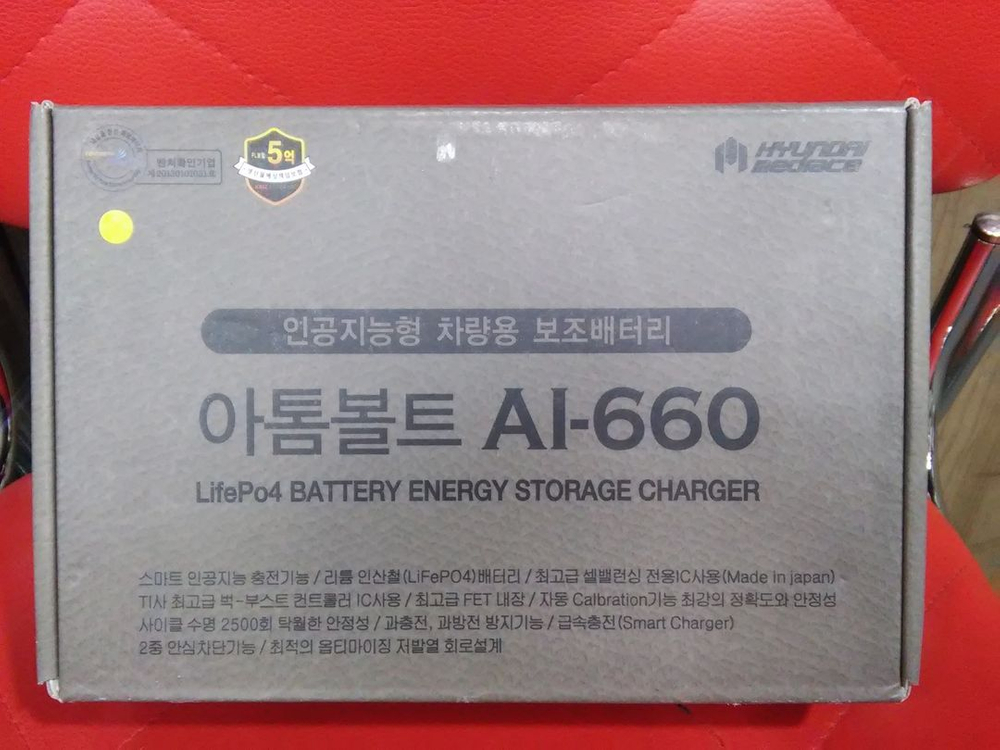 벤처확인기업
5억
HYUNDAI
인공지능형 차량용 보조배터리
아톰볼트 AI-660
LifePo4 BATTERY ENERGY STORAGE CHARGER
스마트 인공지능 충전기능 / 리튬 인산철(LiFePO4)배터리 / 최고급 셀밸런싱 전용IC사용(Made in japan)
TI사 최고급 벅-부스트 컨트롤러 IC사용 / 최고급 FET 내장 / 자동 Calbration기능 최강의 정확도와 안정성
사이클 수명 2500회 탁월한 안정성 / 과충전, 과방전 방지기능 / 급속충전(Smart Charger)
2중 안심차단기능 / 최적의 옵티마이징 저발열 회로설계